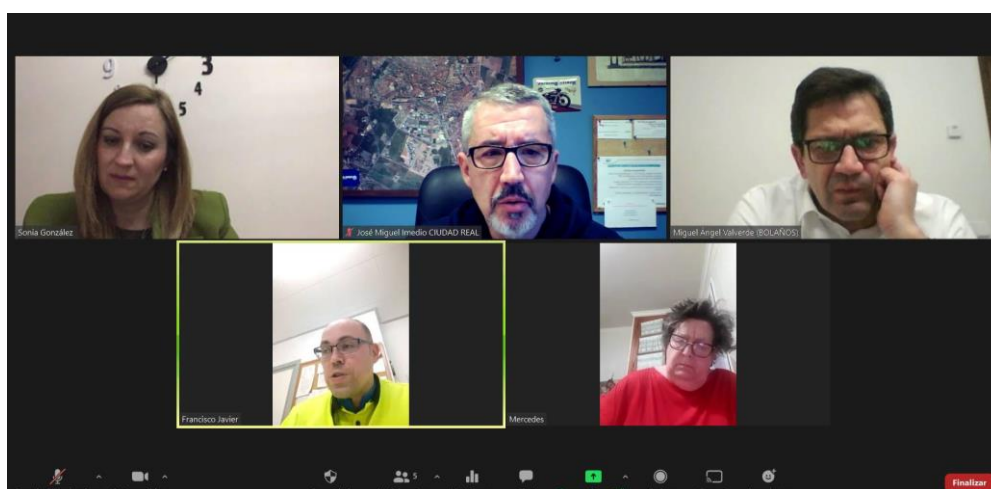 9
3
4
5
Sonia González
José Miguel Imedio CIUDAD REAL
Miguel Angel Valverde (BOLAÑOS)
Francisco Javier
Mercedes
5
Finalizar